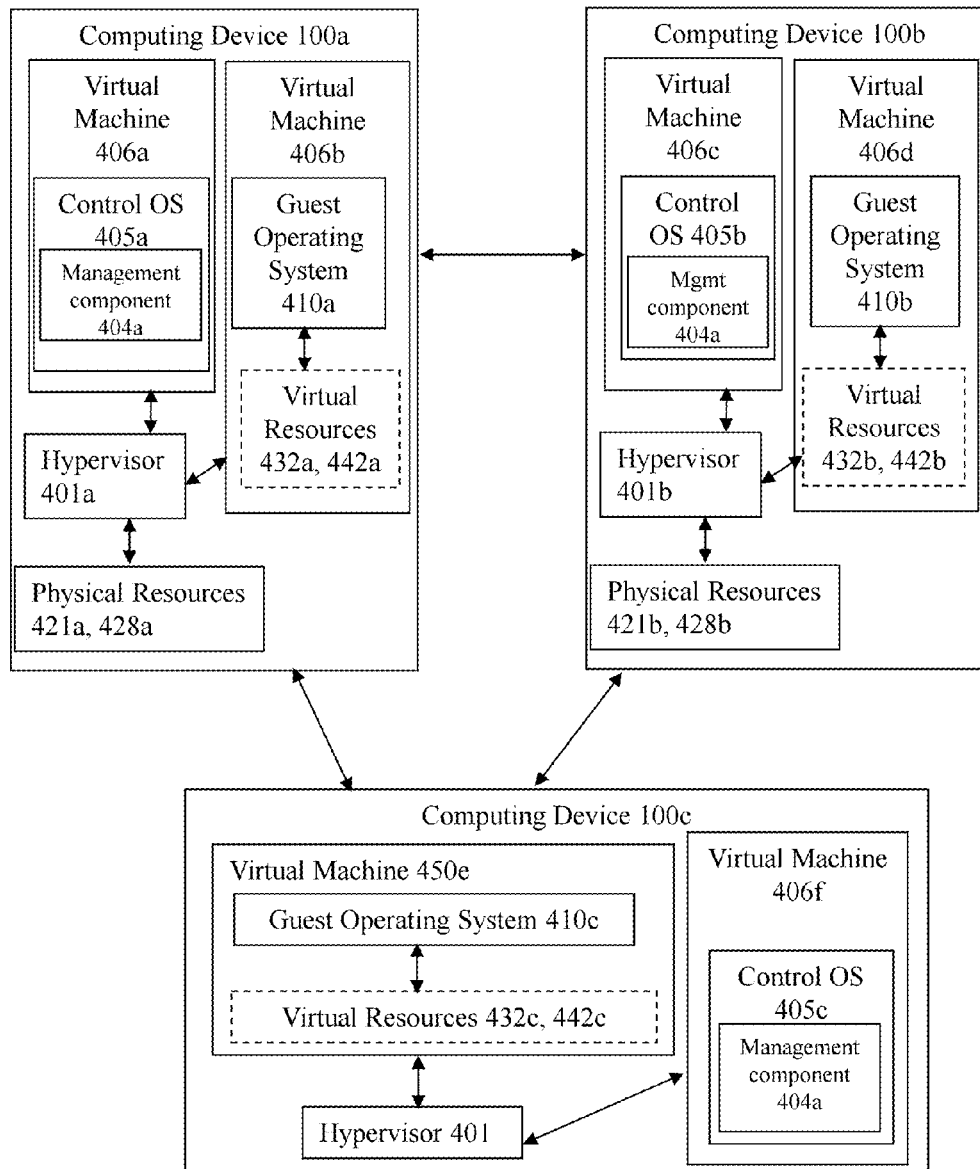 Computing Device 100a
Virtual
Machine
406a
Control OS
405a
Management
component
404a
Virtual
Machine
406b
Guest
Operating
System
410a
Virtual
Resources
432a, 442a
Hypervisor
401a
Physical Resources
421a, 428a
Computing Device 100b
Virtual
Machine
406c
Control
OS 405b
Mgmt
component
404a
Virtual
Machine
406d
Guest
Operating
System
410b
Virtual
Resources
432b, 442b
Hypervisor
401b
Physical Resources
421b, 428b
Computing Device 100c
Virtual Machine 450e
Guest Operating System 410c
Virtual Resources 432c, 442c
Hypervisor 401
Virtual Machine
406f
Control OS
405c
Management
component
404a